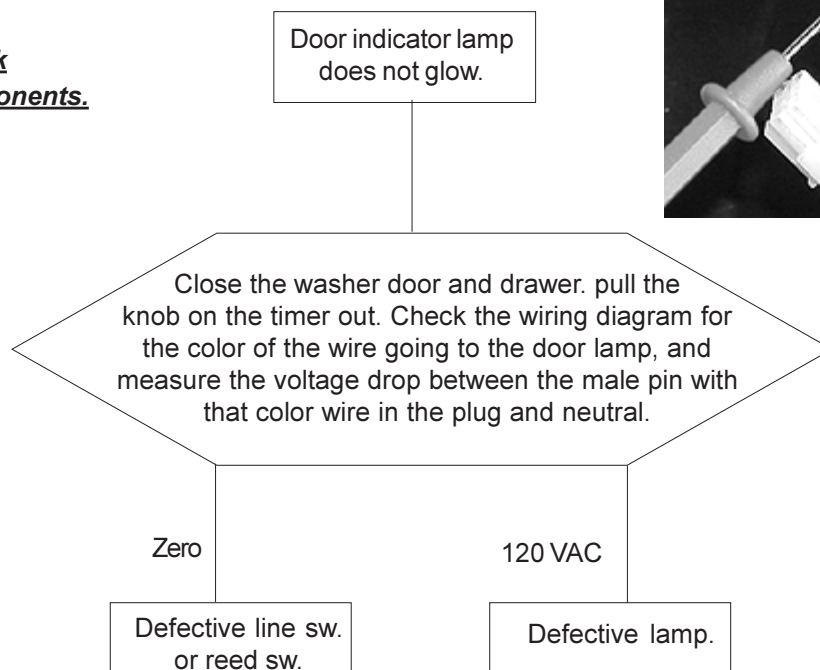 Door indicator lamp
does not glow.
Close the washer door and drawer. pull the
knob on the timer out. Check the wiring diagram for
the color of the wire going to the door lamp, and
measure the voltage drop between the male pin with
that color wire in the plug and neutral.
Zero
120 VAC
Defective line sw.
or reed sw.
Defective lamp.